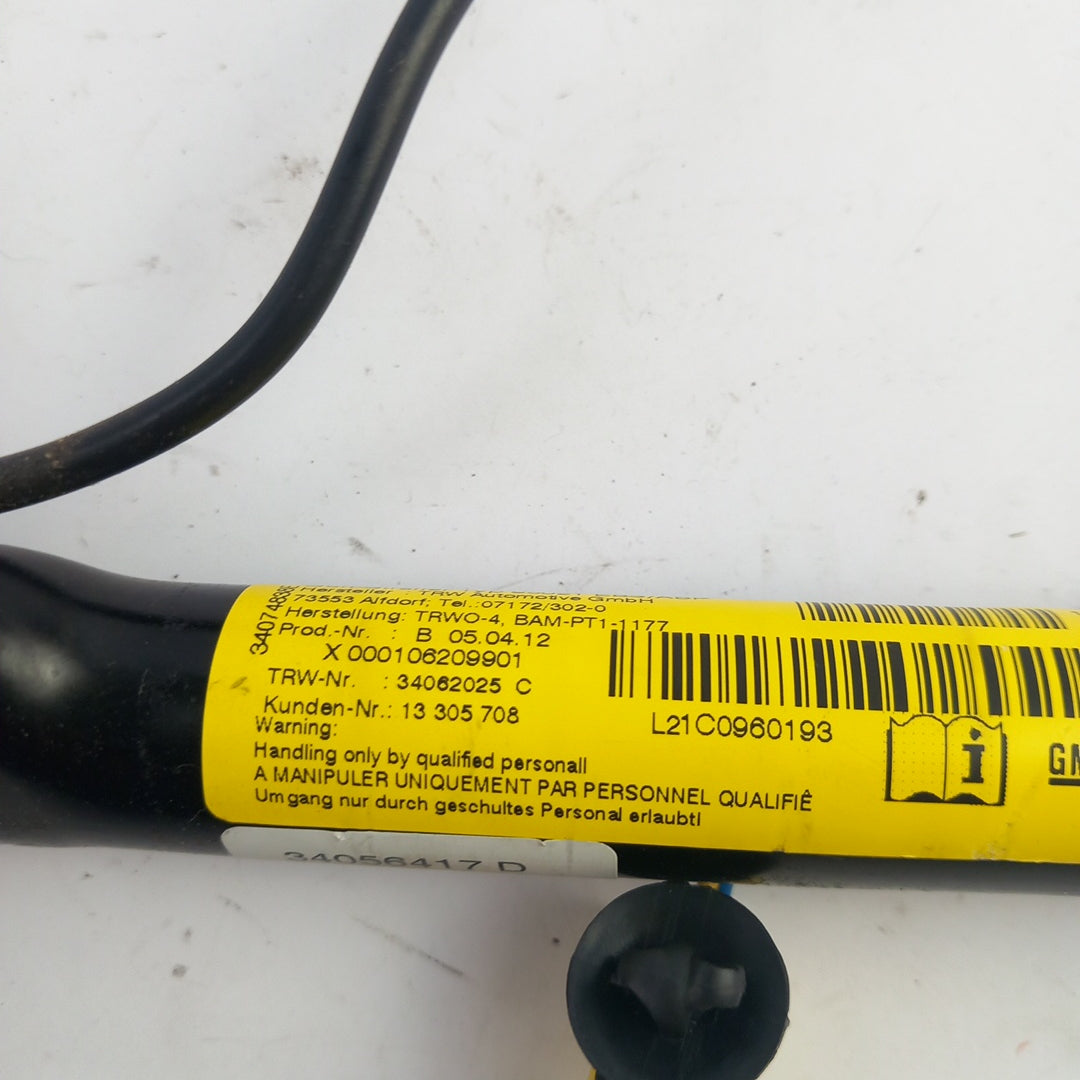 Hersteller : TRW Automotive GmbH
73553 Alfdorf; Tel.:07172/302-0
Herstellung: TRWO-4, BAM-PT1-1177
Prod.-Nr. : B 05.04.12
X 000106209901
TRW-Nr. : 34062025 C
Kunden-Nr.: 13 305 708
Warning:
Handling only by qualified personall
A MANIPULER UNIQUEMENT PAR PERSONNEL QUALIFIÊ
Umgang nur durch geschultes Personal erlaubt!
L21C0960193
i
34056417 D